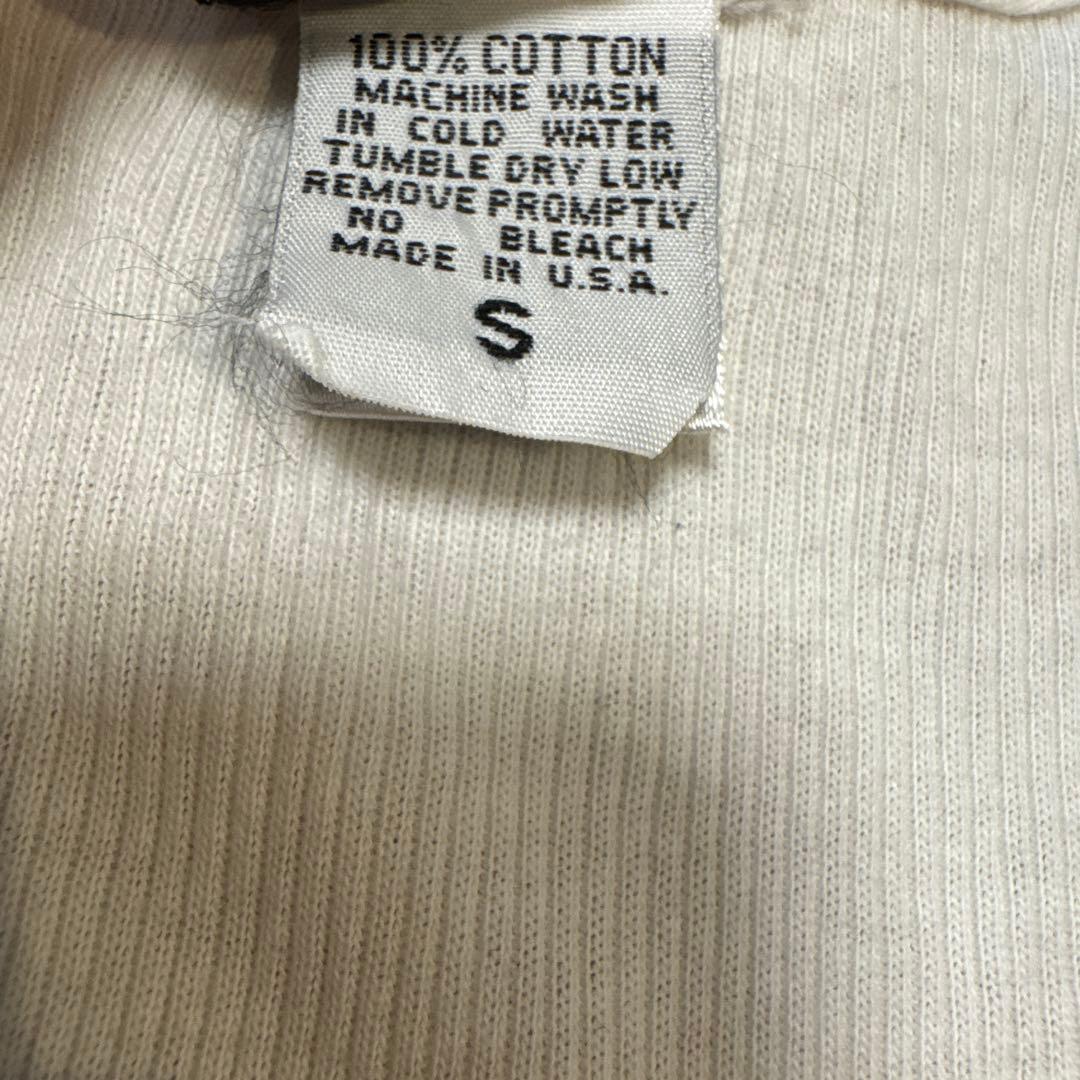 100% COTTON
MACHINE WASH
IN COLD WATER
TUMBLE DRY LOW
REMOVE PROMPTLY
NO BLEACH
MADE IN U.S.A.
S